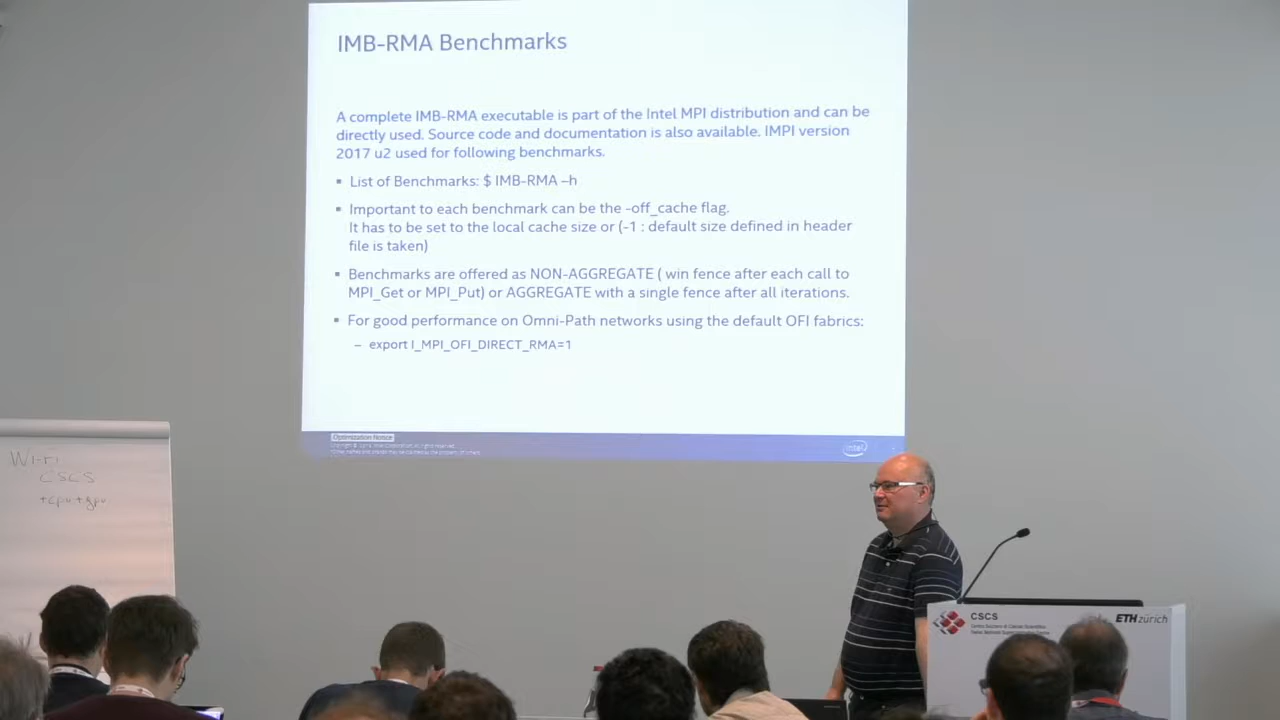 IMB-RMA Benchmarks
A complete IMB-RMA executable is part of the Intel MPI distribution and can be
directly used. Source code and documentation is also available. IMPI version
2017 u2 used for following benchmarks.
▪ List of Benchmarks: $ IMB-RMA –h
▪ Important to each benchmark can be the -off_cache flag.
It has to be set to the local cache size or (-1 : default size defined in header
file is taken)
▪ Benchmarks are offered as NON-AGGREGATE ( win fence after each call to
MPI_Get or MPI_Put) or AGGREGATE with a single fence after all iterations.
▪ For good performance on Omni-Path networks using the default OFI fabrics:
– export I_MPI_OFI_DIRECT_RMA=1
Optimization Notice
intel
Wi-Fi
CSCS
CSCS
Centro Svizzero di Calcolo Scientifico
Swiss National Supercomputing Centre
ETH zürich